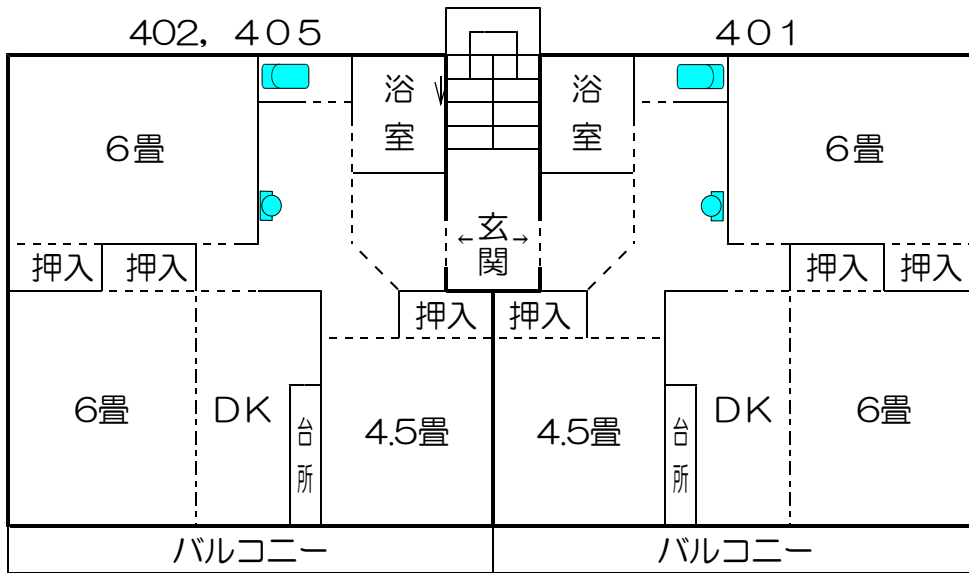 402，405
401
浴室
浴室
6畳
6畳
←玄関→
押入
押入
押入
押入
押入
押入
6畳
DK
台所
4.5畳
4.5畳
台所
DK
6畳
バルコニー
バルコニー